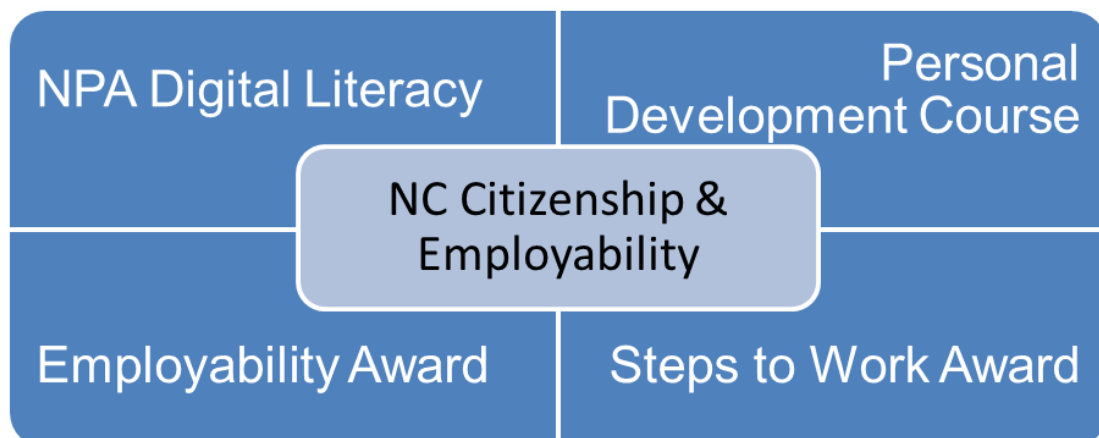 NPA Digital Literacy
Personal
Development Course
NC Citizenship &
Employability
Employability Award
Steps to Work Award